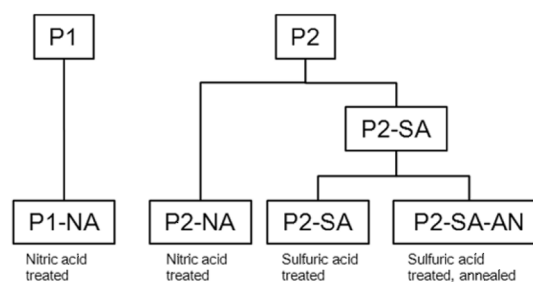 P1
P2
P2-SA
P1-NA
P2-NA
P2-SA
P2-SA-AN
Nitric acid
treated
Nitric acid
treated
Sulfuric acid
treated
Sulfuric acid
treated, annealed